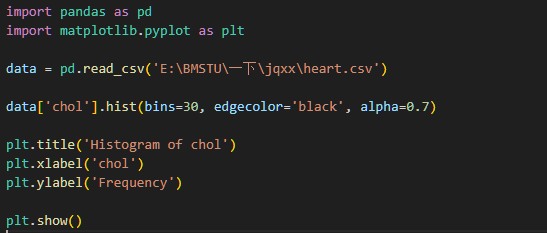 import pandas as pd
import matplotlib.pyplot as plt
data = pd.read_csv('E:\BMSTU\一下\jqxx\heart.csv')
data['chol'].hist(bins=30, edgecolor='black', alpha=0.7)
plt.title('Histogram of chol')
plt.xlabel('chol')
plt.ylabel('Frequency')
plt.show()